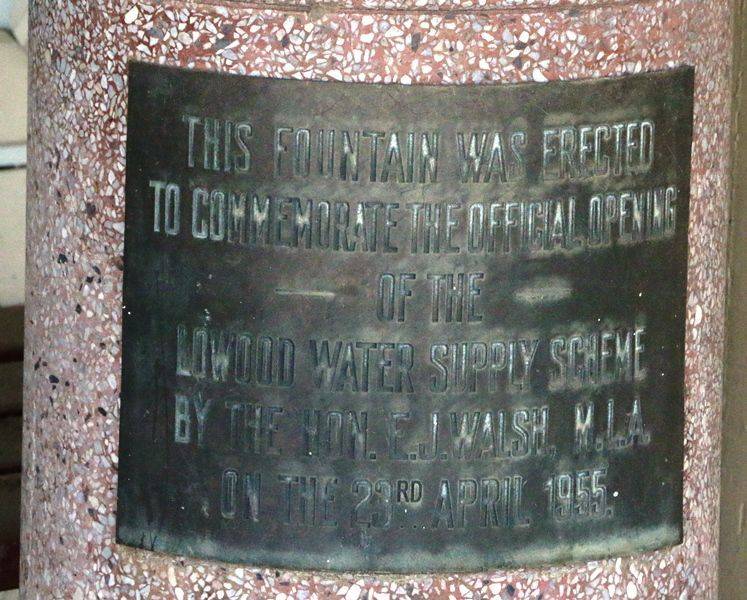 THIS FOUNTAIN WAS ERECTED
TO COMMEMORATE THE OFFICIAL OPENING
OF THE
LOWOOD WATER SUPPLY SCHEME
BY THE HON. E.J. WALSH, M.L.A.
ON THE 23RD APRIL 1955.